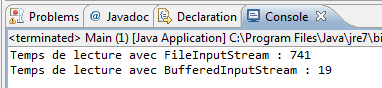 Problems @ Javadoc Declaration Console
<terminated> Main (1) [Java Application] C:\Program Files\Java\jre7\bi
Temps de lecture avec FileInputStream : 741
Temps de lecture avec BufferedInputStream : 19